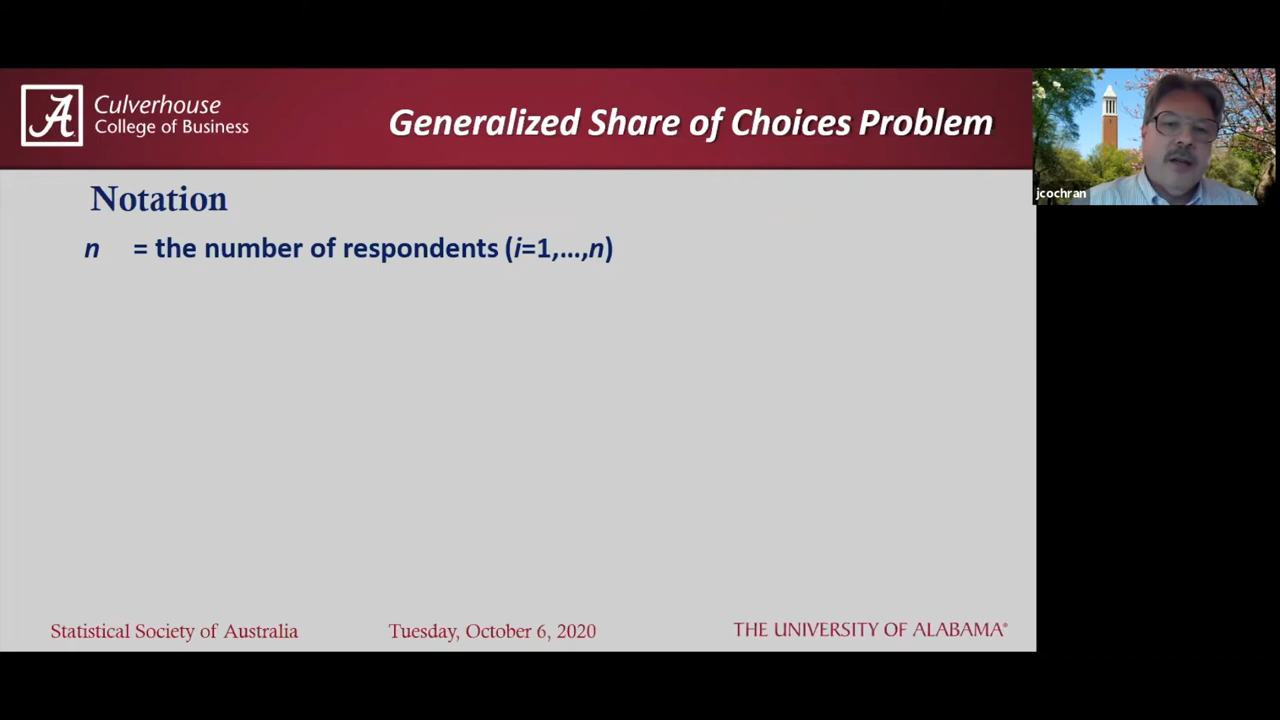 Culverhouse
College of Business
Generalized Share of Choices Problem
jcochran
Notation
n = the number of respondents (i=1,...,n)
Statistical Society of Australia
Tuesday, October 6, 2020
THE UNIVERSITY OF ALABAMA®